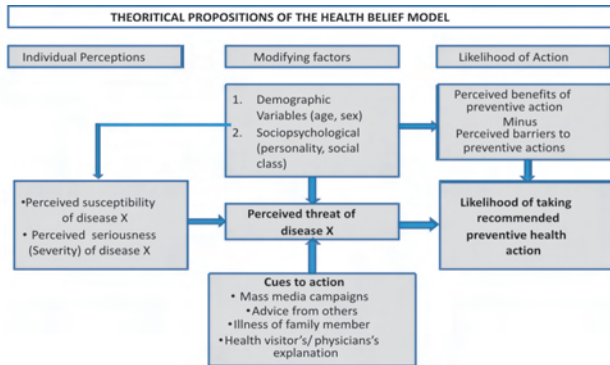 THEORITICAL PROPOSITIONS OF THE HEALTH BELIEF MODEL
Individual Perceptions
Modifying factors
Likelihood of Action
1. Demographic
Variables (age, sex)
2. Sociopsychological
(personality, social
class)
Perceived benefits of
preventive action
Minus
Perceived barriers to
preventive actions
•Perceived susceptibility
of disease X
• Perceived seriousness
(Severity) of disease X
Perceived threat of
disease X
Likelihood of taking
recommended
preventive health
action
Cues to action
• Mass media campaigns
• Advice from others
• Illness of family member
•Health visitor's/ physicians's
explanation